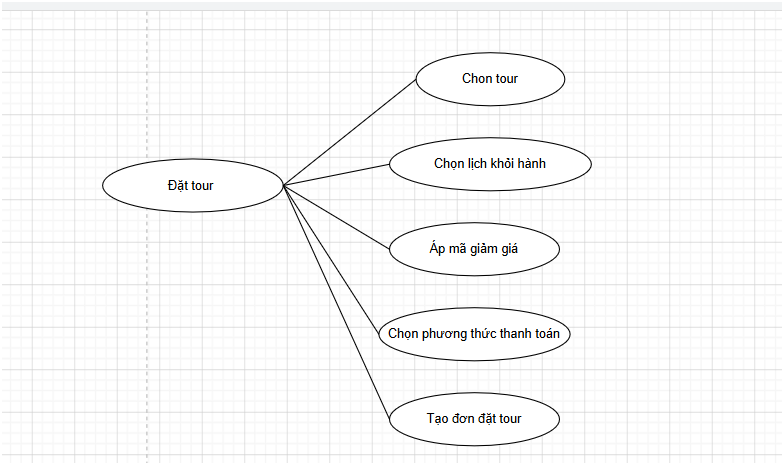 Chon tour
Chọn lịch khỏi hành
Đặt tour
Áp mã giảm giá
Chọn phương thức thanh toán
Tạo đơn đặt tour